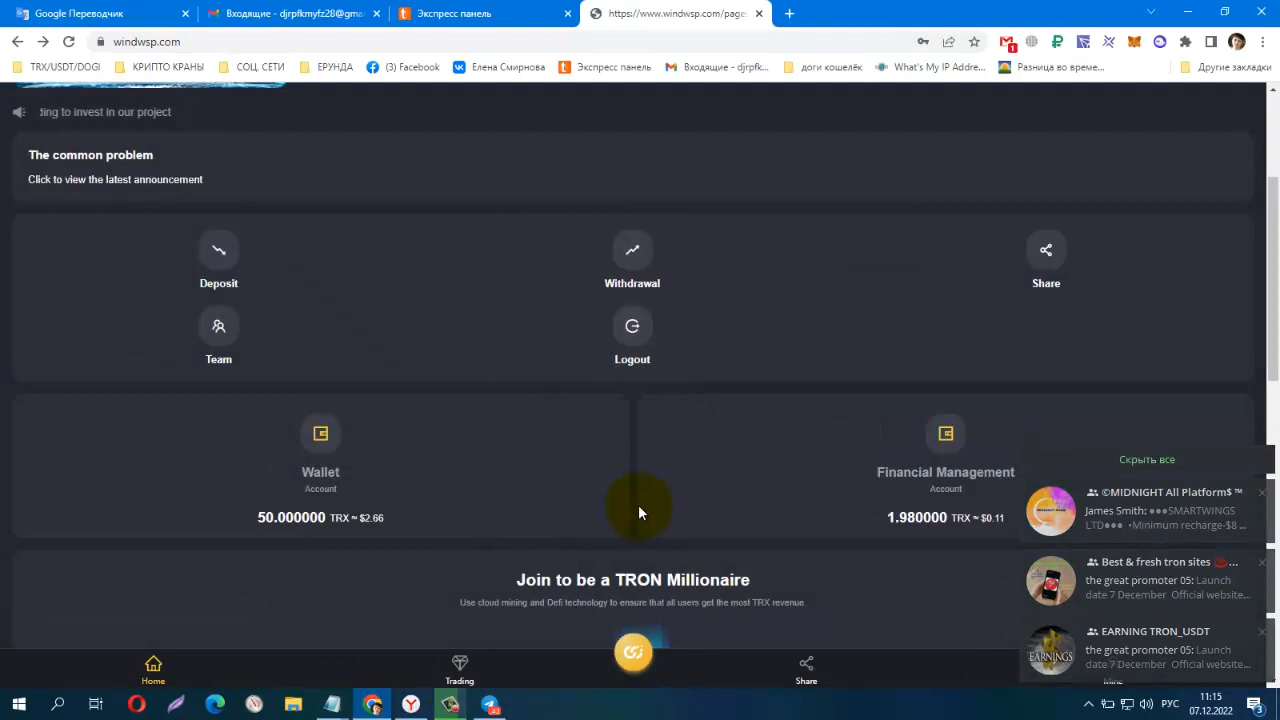 Google Переводчик
Входящие - djrpfkmyfz28@gmai
Экспресс панель
https://www.windwsp.com/page
windwsp.com
1
TRX/USDT/DOGI
КРИПТО КРАНЫ
СОЦ. СЕТИ
ЕРУНДА
(3) Facebook
Елена Смирнова
Экспресс панель
Входящие - djrpfk...
доги кошелёк
What's My IP Addre...
Разница во време...
Другие закладки
ting to invest in our project
The common problem
Click to view the latest announcement
Deposit
Withdrawal
Share
Team
Logout
Wallet
Account
50.000000 TRX ≈ $2.66
Financial Management
Account
1.980000 TRX ≈ $0.11
Join to be a TRON Millionaire
Use cloud mining and Defi technology to ensure that all users get the most TRX revenue
Скрыть все
©MIDNIGHT All Platform$ ™
James Smith: ●●●SMARTWINGS
LTD●●● •Minimum recharge-$8 ...
Best & fresh tron sites ...
the great promoter 05: Launch
date 7 December Official website...
EARNING TRON_USDT
the great promoter 05: Launch
date 7 December Official website...
EARNINGS
Home
Trading
Share
Mine
РУС
11:15
07.12.2022
3